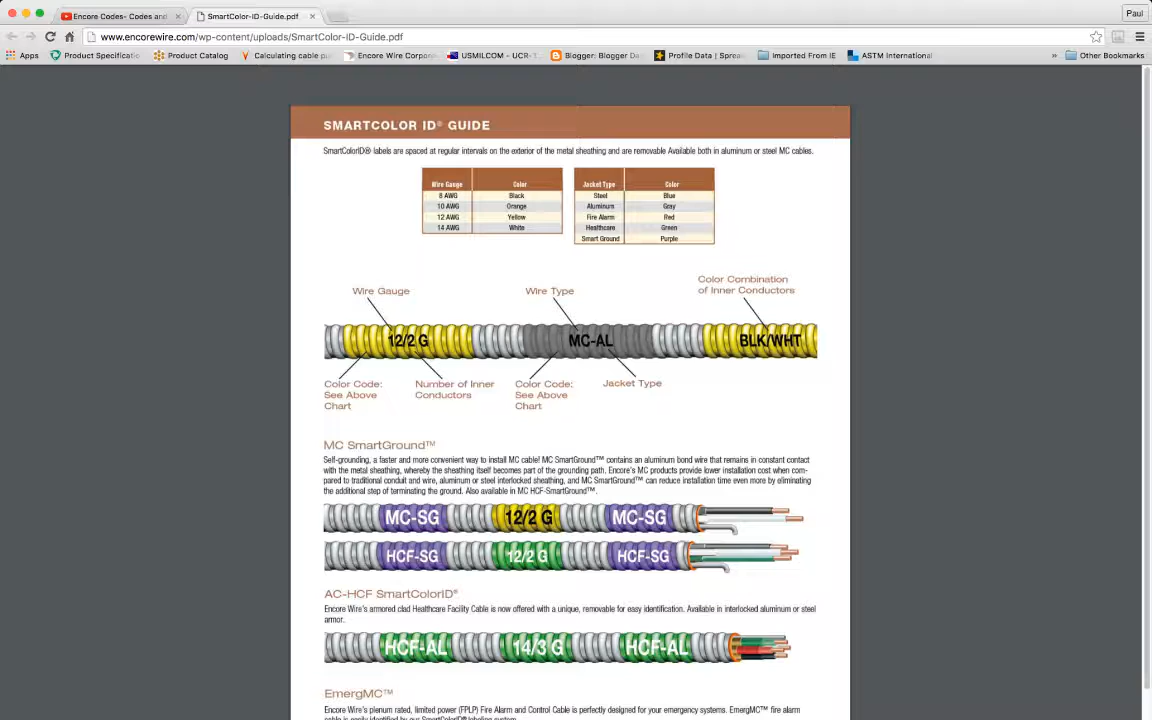 Encore Codes- Codes and
SmartColor-ID-Guide.pdf
Paul
www.encorewire.com/wp-content/uploads/SmartColor-ID-Guide.pdf
Apps
Product Specificatio
Product Catalog
Calculating cable pu
Encore Wire Corpor
USMILCOM - UCR-T
Blogger: Blogger Da
Profile Data | Sprea
Imported From IE
ASTM International
Other Bookmarks
SMARTCOLOR ID® GUIDE
SmartColorID® labels are spaced at regular intervals on the exterior of the metal sheathing and are removable Available both in aluminum or steel MC cables.
Wire Gauge Color
8 AWG Black
10 AWG Orange
12 AWG Yellow
14 AWG White
Jacket Type Color
Steel Blue
Aluminum Gray
Fire Alarm Red
Healthcare Green
Smart Ground Purple
Wire Gauge
Wire Type
Color Combination
of Inner Conductors
12/2 G
MC-AL
BLK/WHT
Color Code:
See Above
Chart
Number of Inner
Conductors
Color Code:
See Above
Chart
Jacket Type
MC SmartGround™
Self-grounding, a faster and more convenient way to install MC cable! MC SmartGround™ contains an aluminum bond wire that remains in constant contact
with the metal sheathing, whereby the sheathing itself becomes part of the grounding path. Encore's MC products provide lower installation cost when com-
pared to traditional conduit and wire, aluminum or steel interlocked sheathing, and MC SmartGround™ can reduce installation time even more by eliminating
the additional step of terminating the ground. Also available in MC HCF-SmartGround™.
MC-SG 12/2 G MC-SG
HCF-SG 12/2 G HCF-SG
AC-HCF SmartColorID®
Encore Wire's armored clad Healthcare Facility Cable is now offered with a unique, removable for easy identification. Available in interlocked aluminum or steel
armor.
HCF-AL 14/3 G HCF-AL
EmergMC™
Encore Wire's plenum rated, limited power (FPLP) Fire Alarm and Control Cable is perfectly designed for your emergency systems. EmergMC™ fire alarm
cable is easily identified by our SmartColorID® labeling system.